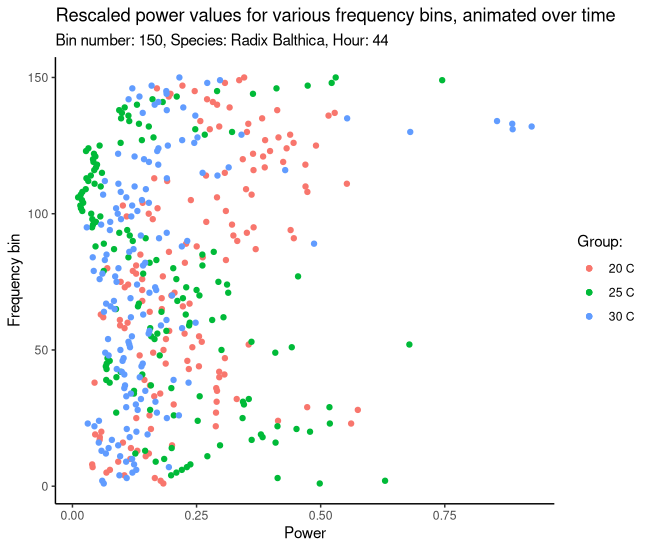 Rescaled power values for various frequency bins, animated over time
Bin number: 150, Species: Radix Balthica, Hour: 44
150
100
50
0
Frequency bin
0.00 0.25 0.50 0.75
Power
Group:
20 C
25 C
30 C